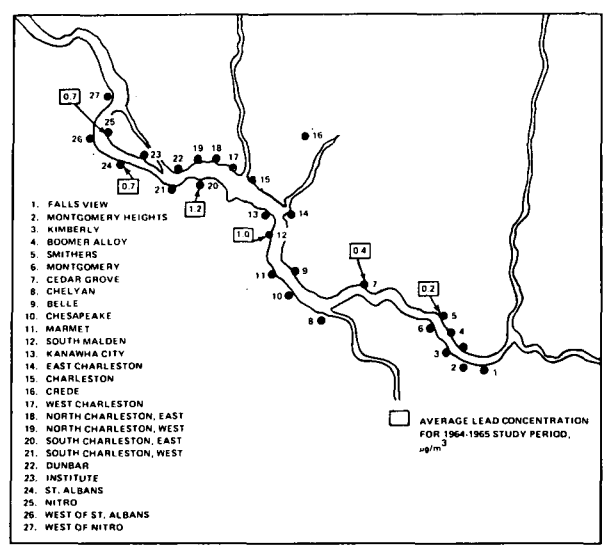 27
0.7
25
26
23
24
22
19
18
17
16
15
21
20
0.7
1.2
13
14
1.0
12
11
9
10
8
7
0.4
0.2
5
6
4
3
2
1
1. FALLS VIEW
2. MONTGOMERY HEIGHTS
3. KIMBERLY
4. BOOMER ALLOY
5. SMITHERS
6. MONTGOMERY
7. CEDAR GROVE
8. CHELYAN
9. BELLE
10. CHESAPEAKE
11. MARMET
12. SOUTH MALDEN
13. KANAWHA CITY
14. EAST CHARLESTON
15. CHARLESTON
16. CREDE
17. WEST CHARLESTON
18. NORTH CHARLESTON, EAST
19. NORTH CHARLESTON, WEST
20. SOUTH CHARLESTON, EAST
21. SOUTH CHARLESTON, WEST
22. DUNBAR
23. INSTITUTE
24. ST. ALBANS
25. NITRO
26. WEST OF ST. ALBANS
27. WEST OF NITRO
AVERAGE LEAD CONCENTRATION
FOR 1964-1965 STUDY PERIOD,
µg/m³